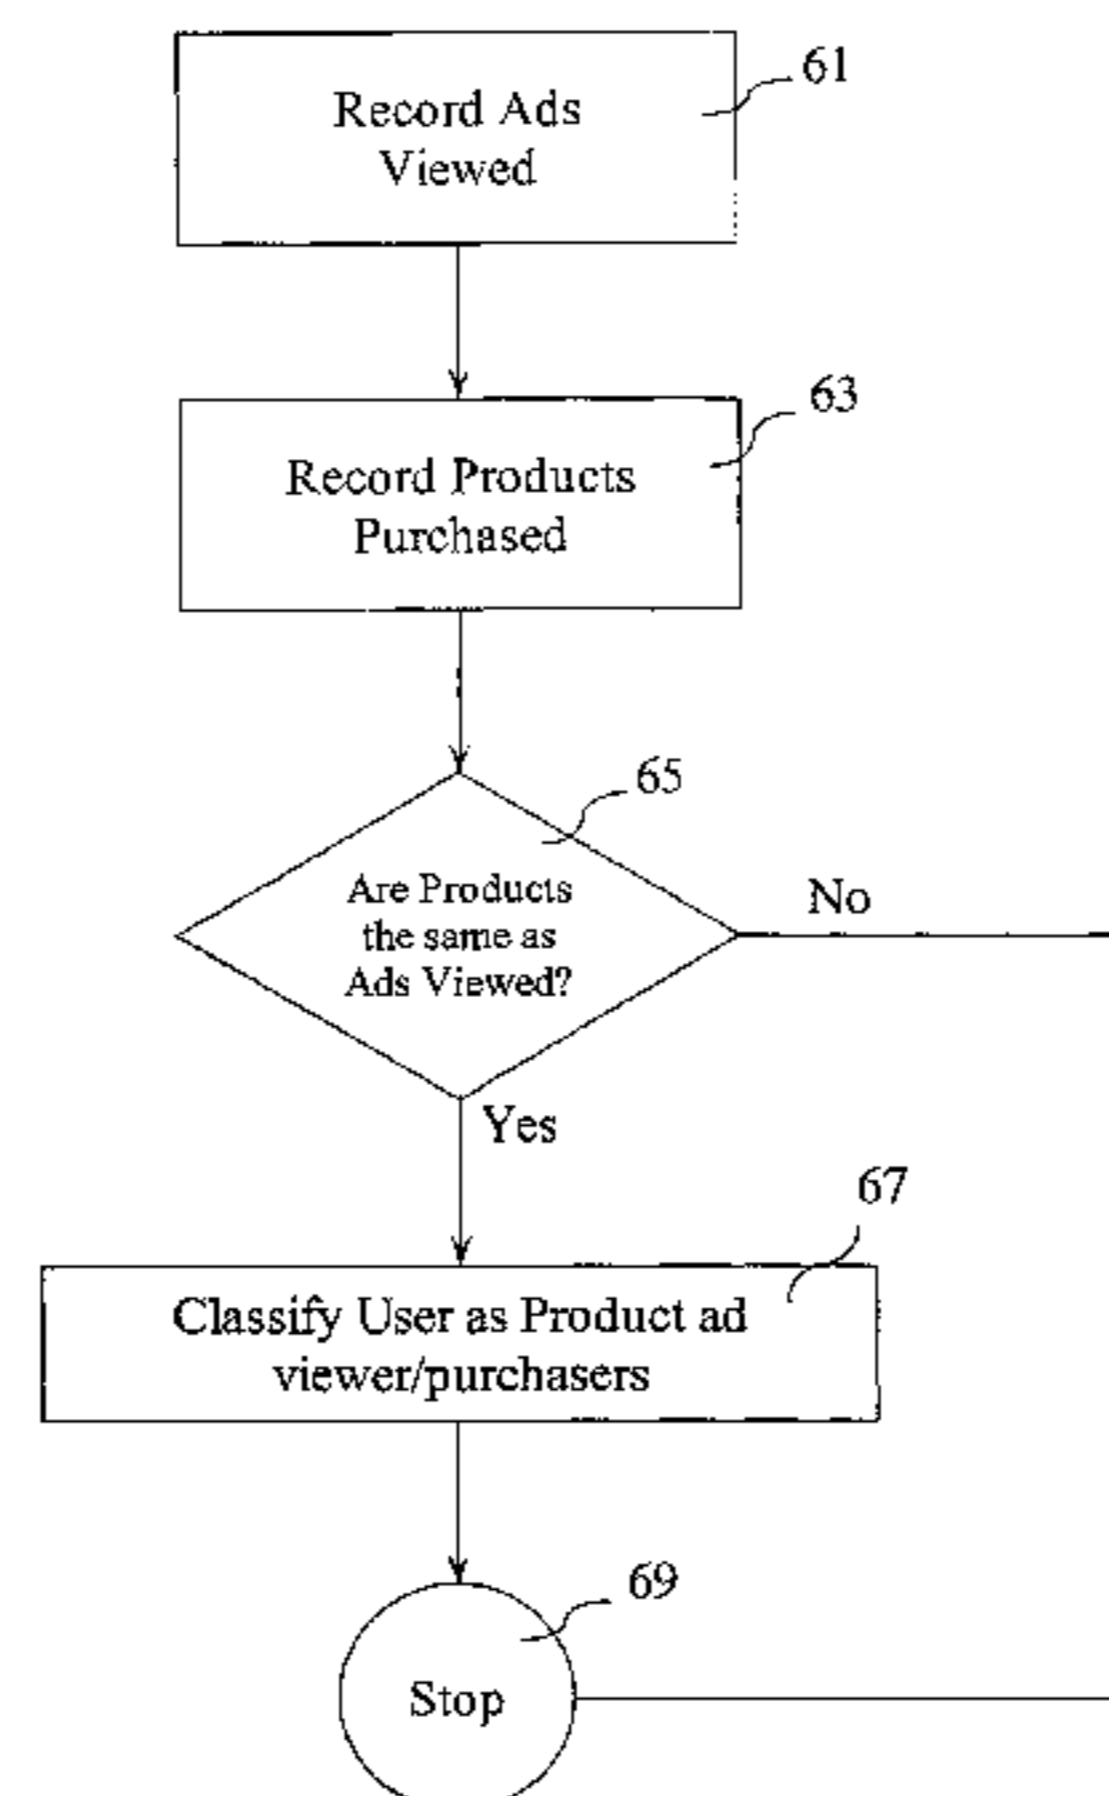 61
Record Ads
Viewed
63
Record Products
Purchased
65
Are Products
the same as
Ads Viewed?
No
Yes
67
Classify User as Product ad
viewer/purchasers
69
Stop